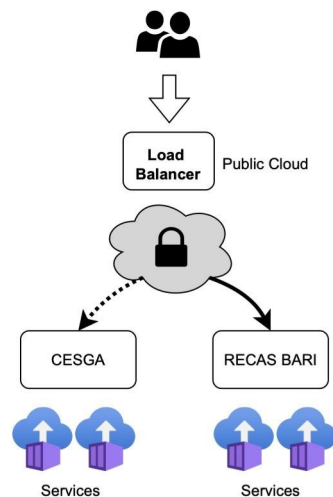 Load
Balancer
Public Cloud
CESGA
RECAS BARI
Services
Services